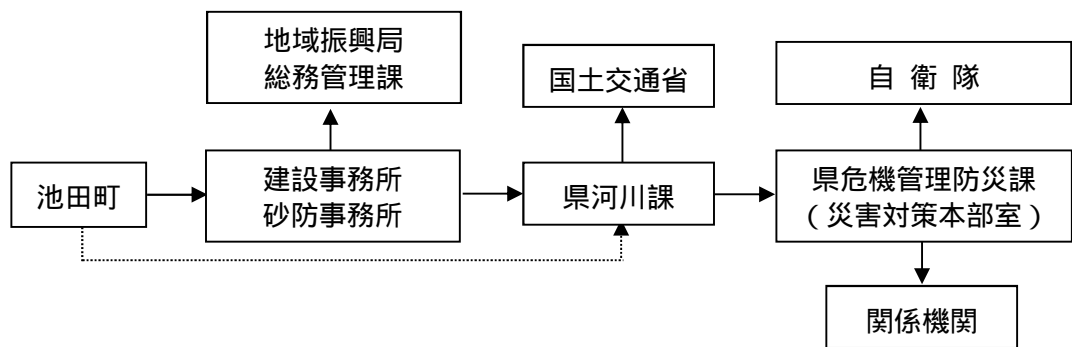 地域振興局
総務管理課
国土交通省
自 衛 隊
池田町
建設事務所
砂防事務所
県河川課
県危機管理防災課
（災害対策本部室）
関係機関